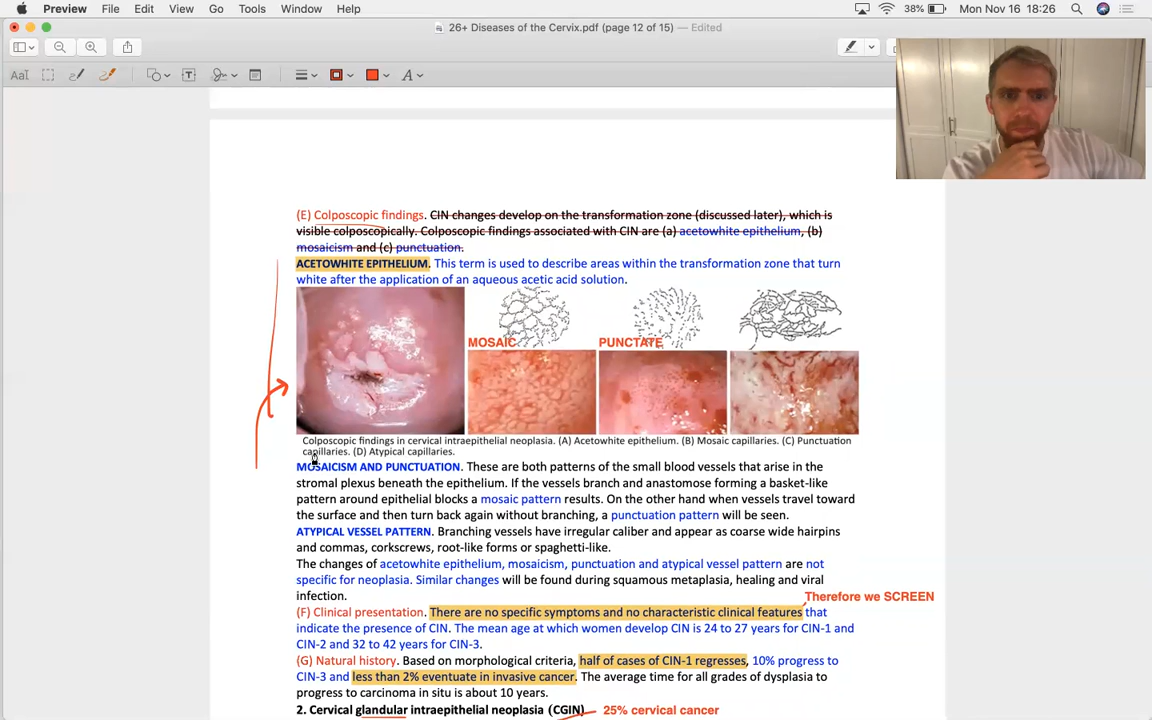 Preview File Edit View Go Tools Window Help 38% Mon Nov 16 18:26
26+ Diseases of the Cervix.pdf (page 12 of 15) — Edited
(E) Colposcopic findings. CIN changes develop on the transformation zone (discussed later), which is
visible colposcopically. Colposcopic findings associated with CIN are (a) acetowhite epithelium, (b)
mosaicism and (c) punctuation.
ACETOWHITE EPITHELIUM. This term is used to describe areas within the transformation zone that turn
white after the application of an aqueous acetic acid solution.
MOSAIC PUNCTATE
Colposcopic findings in cervical intraepithelial neoplasia. (A) Acetowhite epithelium. (B) Mosaic capillaries. (C) Punctuation
capillaries. (D) Atypical capillaries.
MOSAICISM AND PUNCTUATION. These are both patterns of the small blood vessels that arise in the
stromal plexus beneath the epithelium. If the vessels branch and anastomose forming a basket-like
pattern around epithelial blocks a mosaic pattern results. On the other hand when vessels travel toward
the surface and then turn back again without branching, a punctuation pattern will be seen.
ATYPICAL VESSEL PATTERN. Branching vessels have irregular caliber and appear as coarse wide hairpins
and commas, corkscrews, root-like forms or spaghetti-like.
The changes of acetowhite epithelium, mosaicism, punctuation and atypical vessel pattern are not
specific for neoplasia. Similar changes will be found during squamous metaplasia, healing and viral
infection.
Therefore we SCREEN
(F) Clinical presentation. There are no specific symptoms and no characteristic clinical features that
indicate the presence of CIN. The mean age at which women develop CIN is 24 to 27 years for CIN-1 and
CIN-2 and 32 to 42 years for CIN-3.
(G) Natural history. Based on morphological criteria, half of cases of CIN-1 regresses, 10% progress to
CIN-3 and less than 2% eventuate in invasive cancer. The average time for all grades of dysplasia to
progress to carcinoma in situ is about 10 years.
2. Cervical glandular intraepithelial neoplasia (CGIN) 25% cervical cancer